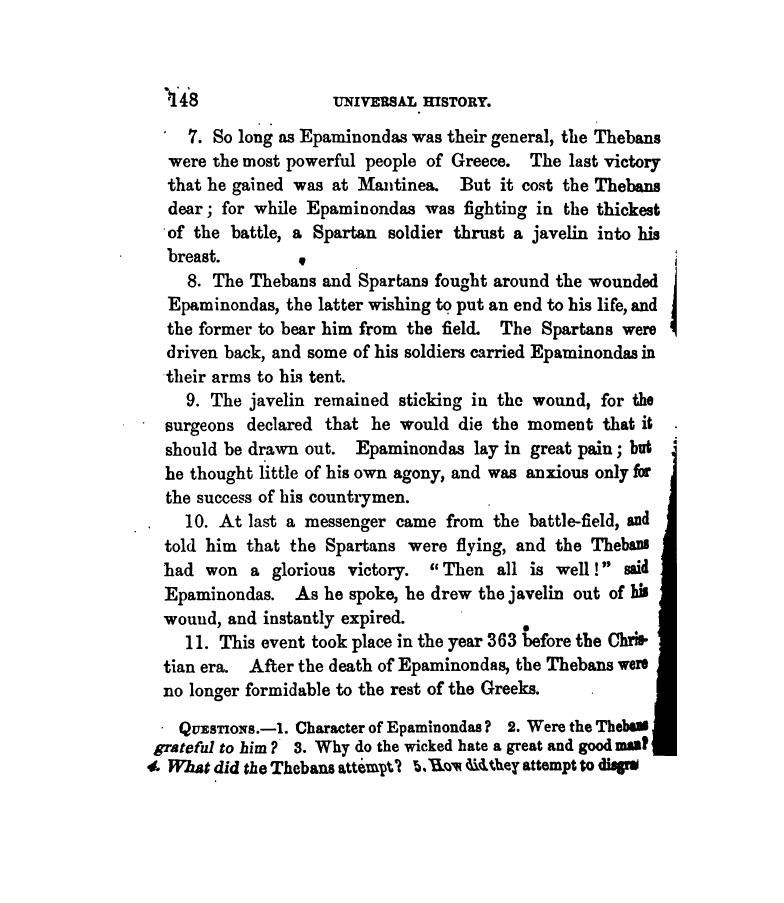 148 UNIVERSAL HISTORY.
7. So long as Epaminondas was their general, the Thebans
were the most powerful people of Greece. The last victory
that he gained was at Mantinea. But it cost the Thebans
dear; for while Epaminondas was fighting in the thickest
of the battle, a Spartan soldier thrust a javelin into his
breast.
8. The Thebans and Spartans fought around the wounded
Epaminondas, the latter wishing to put an end to his life, and
the former to bear him from the field. The Spartans were
driven back, and some of his soldiers carried Epaminondas in
their arms to his tent.
9. The javelin remained sticking in the wound, for the
surgeons declared that he would die the moment that it
should be drawn out. Epaminondas lay in great pain; but
he thought little of his own agony, and was anxious only for
the success of his countrymen.
10. At last a messenger came from the battle-field, and
told him that the Spartans were flying, and the Thebans
had won a glorious victory. "Then all is well!" said
Epaminondas. As he spoke, he drew the javelin out of his
wound, and instantly expired.
11. This event took place in the year 363 before the Chris-
tian era. After the death of Epaminondas, the Thebans were
no longer formidable to the rest of the Greeks.
QUESTIONS.—1. Character of Epaminondas? 2. Were the Thebans
grateful to him? 3. Why do the wicked hate a great and good man?
4. What did the Thebans attempt? 5. How did they attempt to